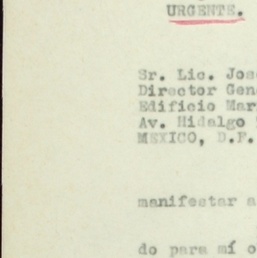 URGENTE.
Sr. Lic. Jos
Director Gen
Edificio Mar
Av. Hidalgo
MEXICO, D.F.
manifestar a
do para mí o